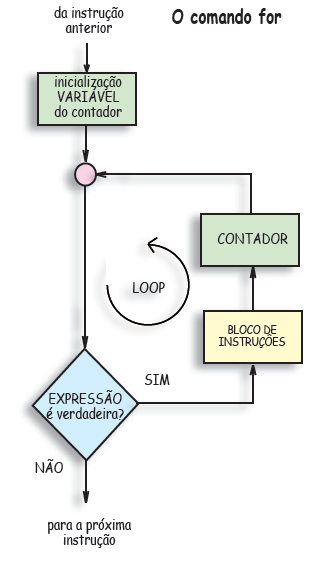 da instrução
anterior
O comando for
inicialização
VARIÁVEL
do contador
CONTADOR
LOOP
BLOCO DE
INSTRUÇÕES
SIM
EXPRESSÃO
é verdadeira?
NÃO
para a próxima
instrução